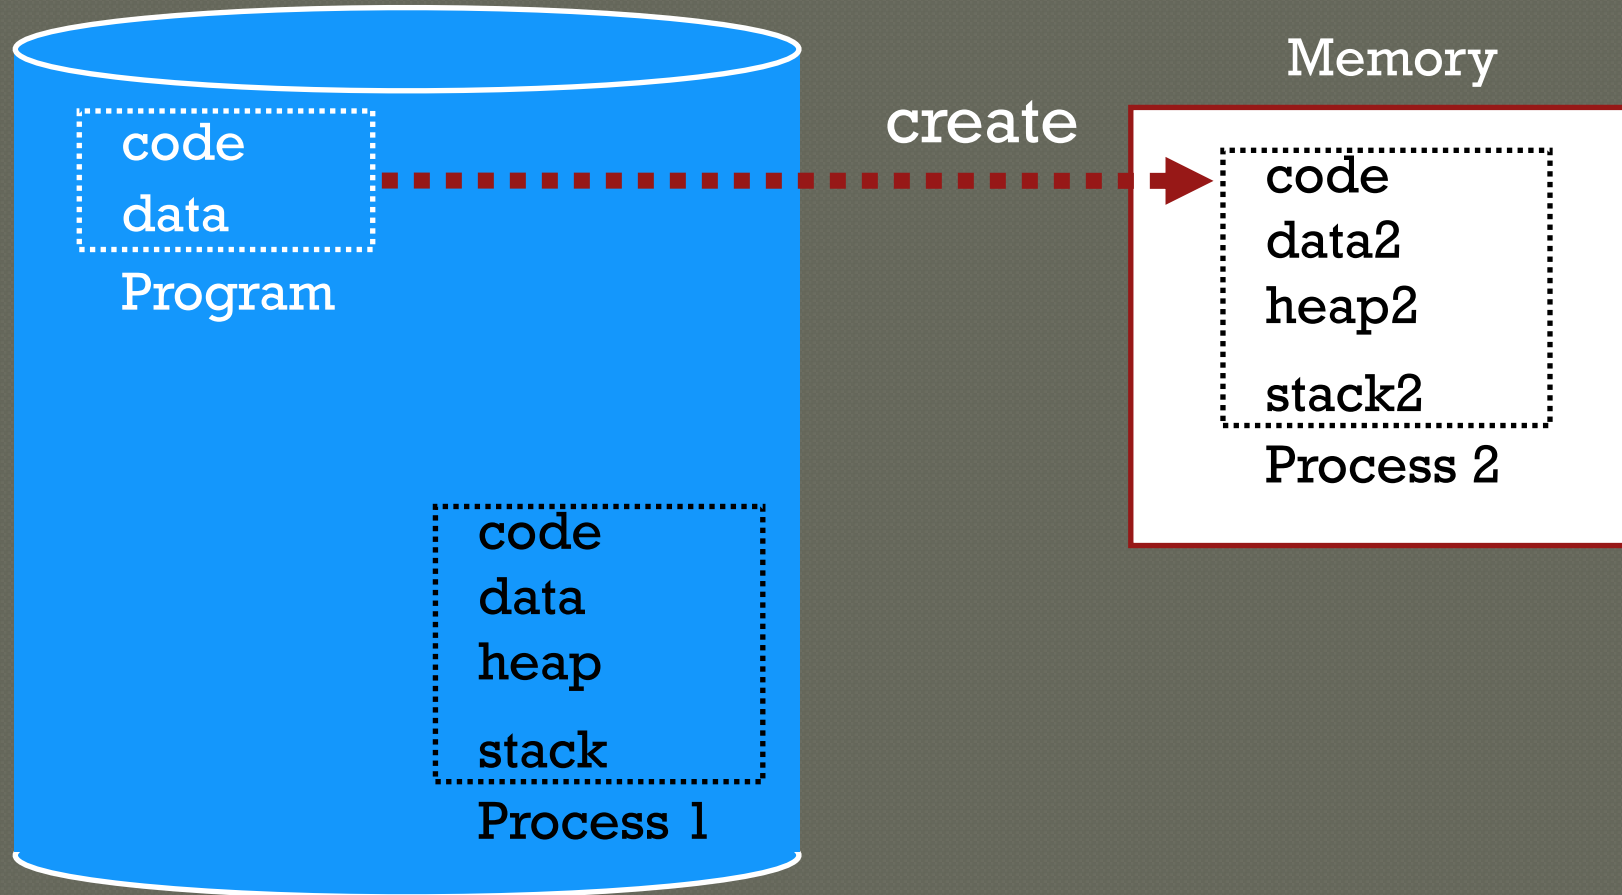 code
data
Program
code
data
heap
stack
Process 1
create
Memory
code
data2
heap2
stack2
Process 2